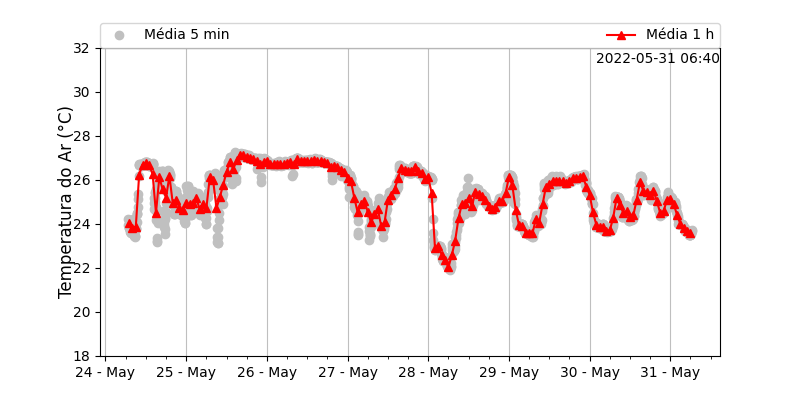 Média 5 min
Média 1 h
2022-05-31 06:40
Temperatura do Ar (°C)
32
30
28
26
24
22
20
18
24 - May
25 - May
26 - May
27 - May
28 - May
29 - May
30 - May
31 - May